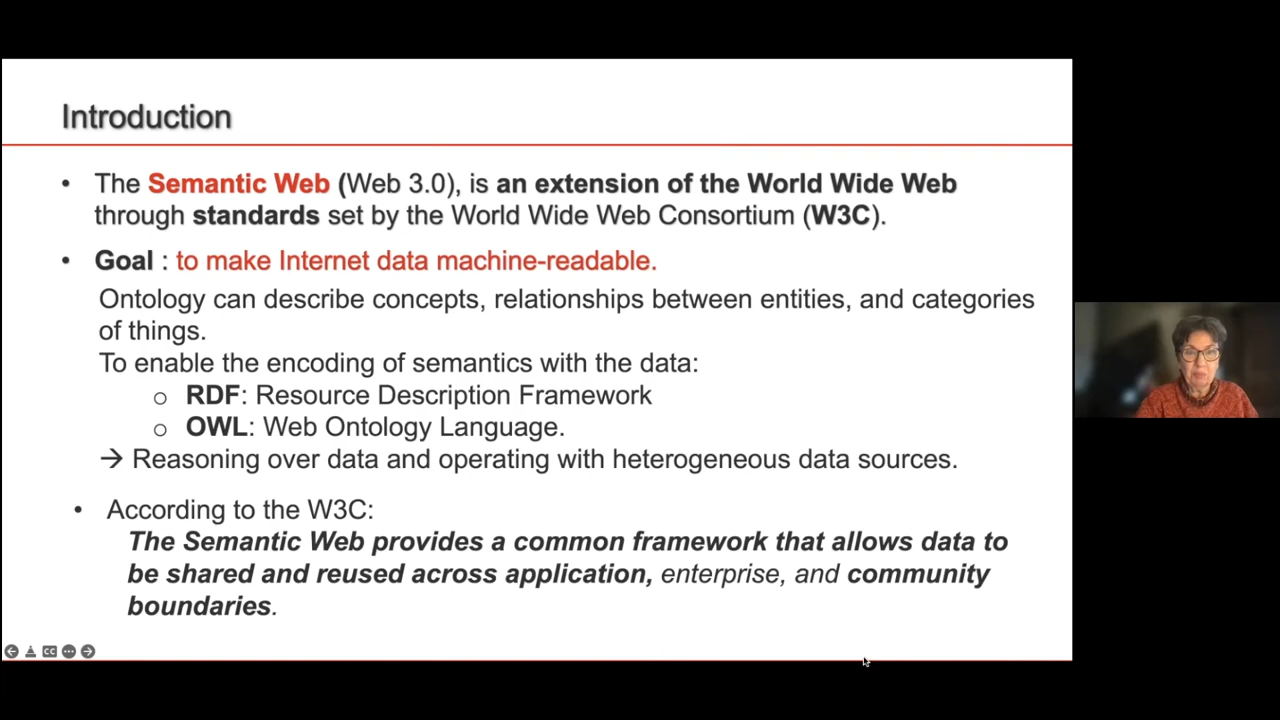 Introduction
• The Semantic Web (Web 3.0), is an extension of the World Wide Web
through standards set by the World Wide Web Consortium (W3C).
• Goal : to make Internet data machine-readable.
Ontology can describe concepts, relationships between entities, and categories
of things.
To enable the encoding of semantics with the data:
o RDF: Resource Description Framework
o OWL: Web Ontology Language.
→ Reasoning over data and operating with heterogeneous data sources.
• According to the W3C:
The Semantic Web provides a common framework that allows data to
be shared and reused across application, enterprise, and community
boundaries.
CC